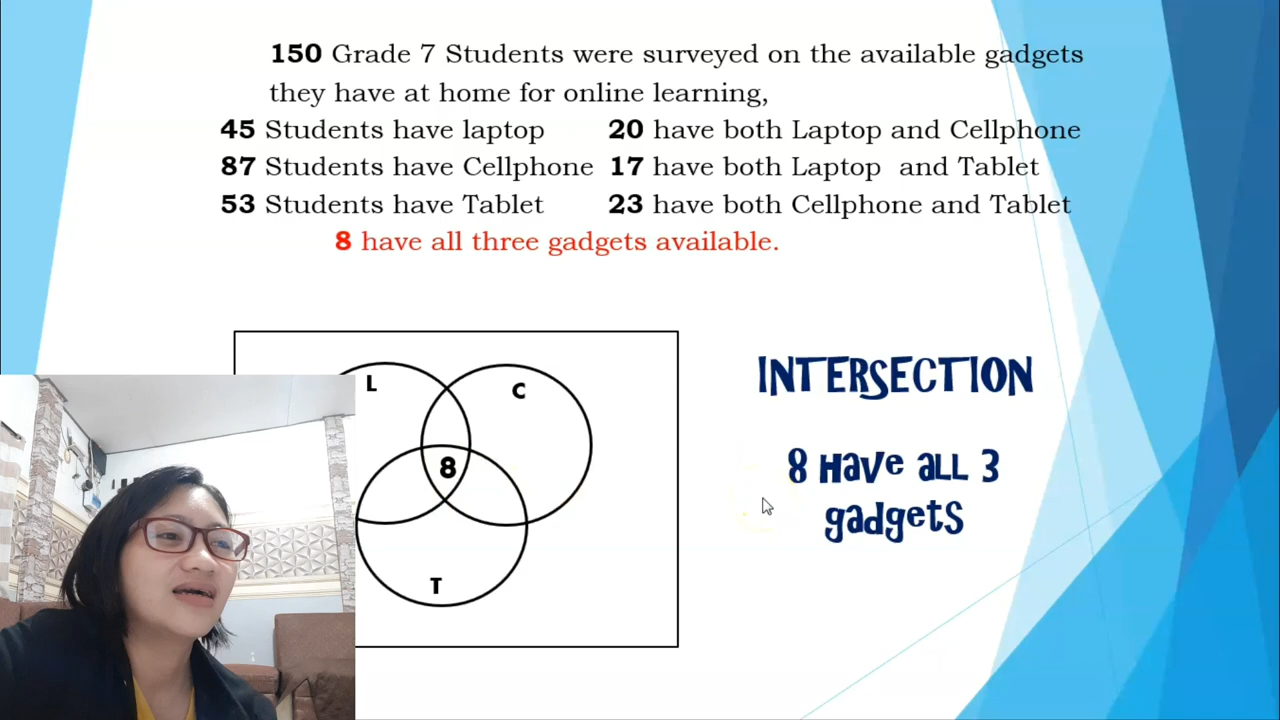 150 Grade 7 Students were surveyed on the available gadgets
they have at home for online learning,
45 Students have laptop 20 have both Laptop and Cellphone
87 Students have Cellphone 17 have both Laptop and Tablet
53 Students have Tablet 23 have both Cellphone and Tablet
8 have all three gadgets available.
L
C
8
T
INTERSECTION
8 Have aLL 3
gadgets